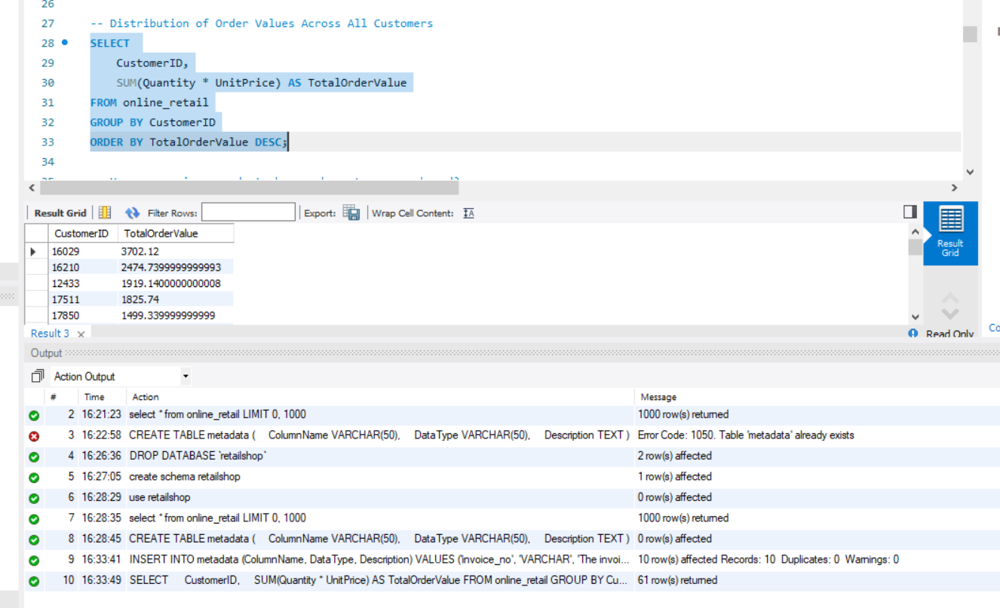 26
27 -- Distribution of Order Values Across All Customers
28 SELECT
29 CustomerID,
30 SUM(Quantity * UnitPrice) AS TotalOrderValue
31 FROM online_retail
32 GROUP BY CustomerID
33 ORDER BY TotalOrderValue DESC;
34
Result Grid Filter Rows: Export: Wrap Cell Content:
CustomerID TotalOrderValue
16029 3702.12
16210 2474.7399999999993
12433 1919.1400000000008
17511 1825.74
17850 1499.339999999999
Result
Grid
Result 3
Read Only
Co
Output
Action Output
# Time Action Message
2 16:21:23 select * from online_retail LIMIT 0, 1000 1000 row(s) returned
3 16:22:58 CREATE TABLE metadata ( ColumnName VARCHAR(50), DataType VARCHAR(50), Description TEXT ) Error Code: 1050. Table 'metadata' already exists
4 16:26:36 DROP DATABASE `retailshop` 2 row(s) affected
5 16:27:05 create schema retailshop 1 row(s) affected
6 16:28:29 use retailshop 0 row(s) affected
7 16:28:35 select * from online_retail LIMIT 0, 1000 1000 row(s) returned
8 16:28:45 CREATE TABLE metadata ( ColumnName VARCHAR(50), DataType VARCHAR(50), Description TEXT ) 0 row(s) affected
9 16:33:41 INSERT INTO metadata (ColumnName, DataType, Description) VALUES ('invoice_no', 'VARCHAR', 'The invoi... 10 row(s) affected Records: 10 Duplicates: 0 Warnings: 0
10 16:33:49 SELECT CustomerID, SUM(Quantity * UnitPrice) AS TotalOrderValue FROM online_retail GROUP BY Cu... 61 row(s) returned